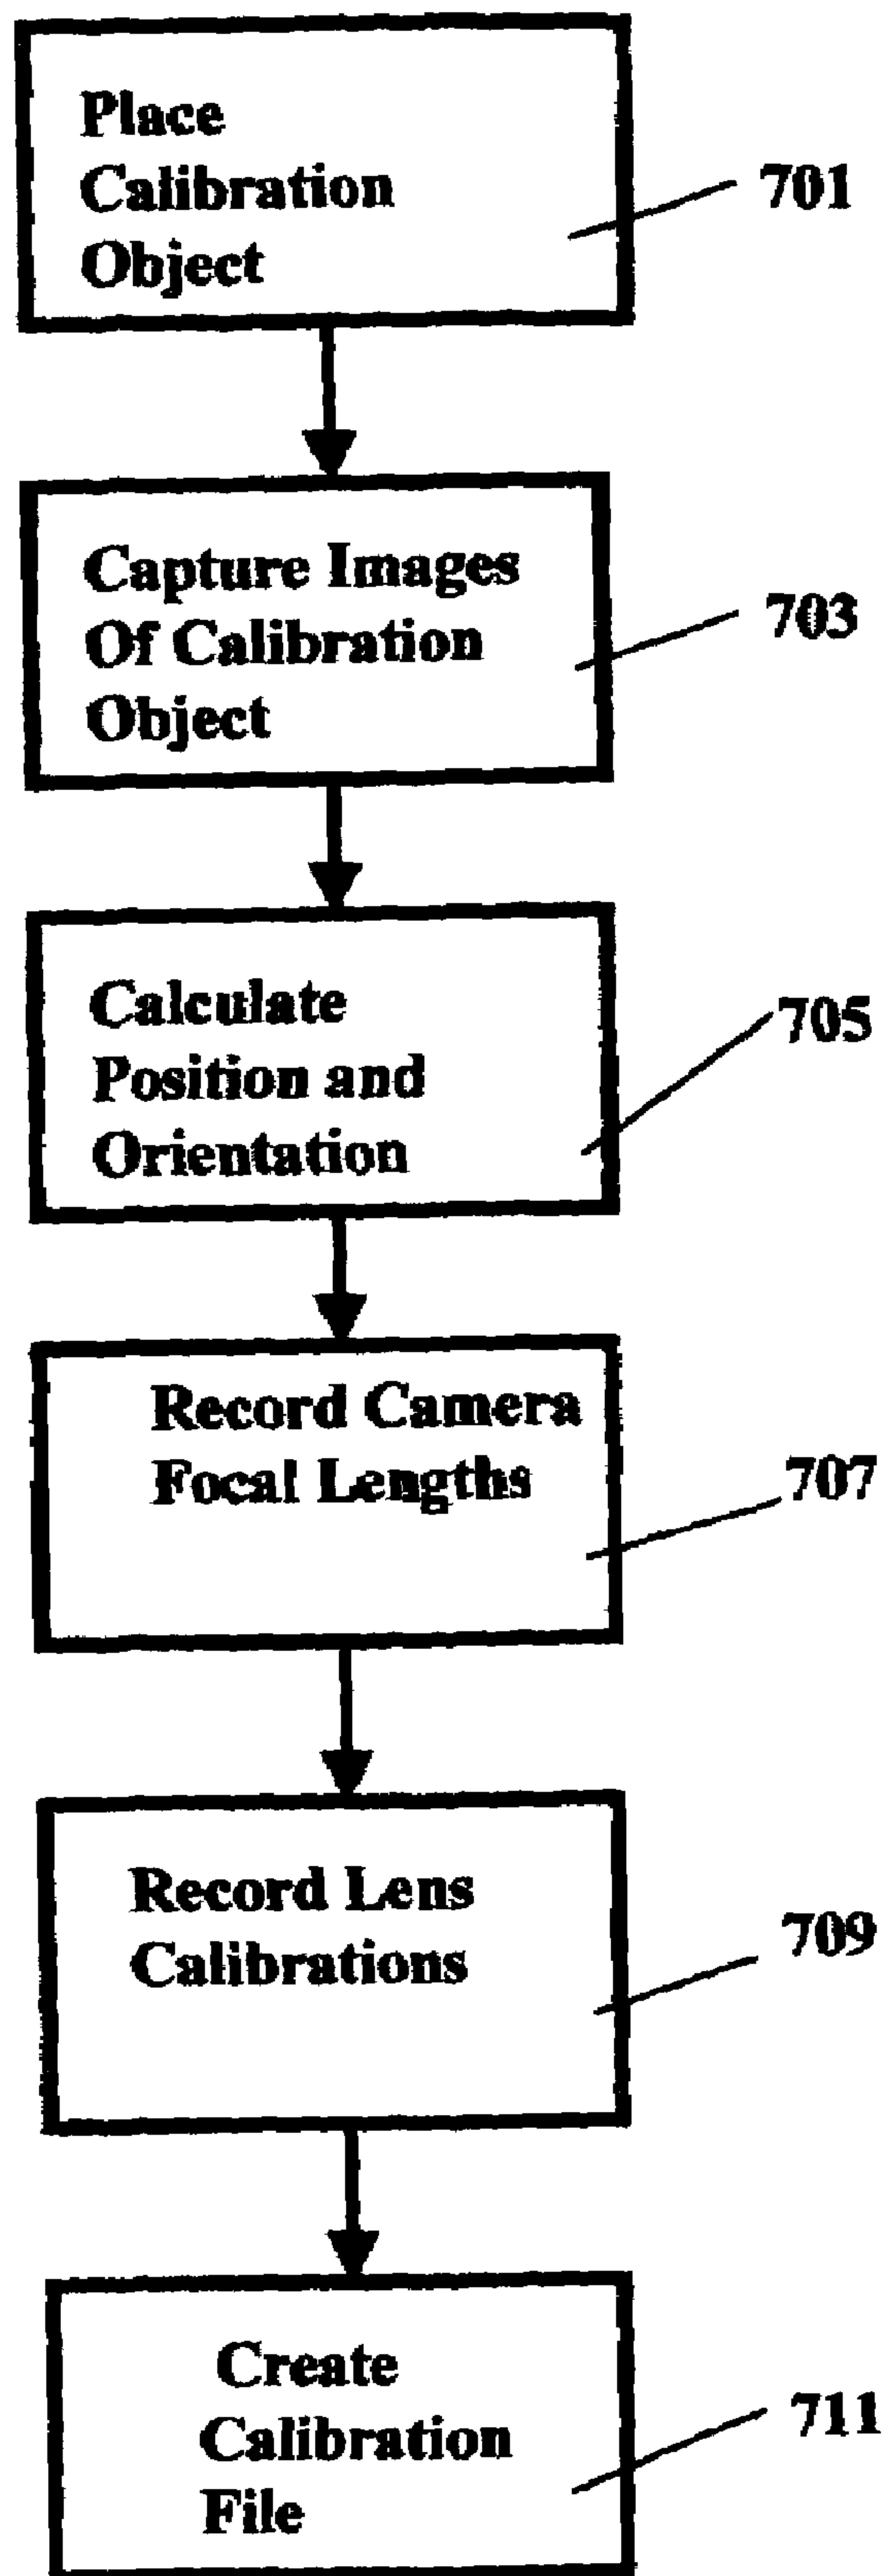 Place
Calibration
Object
701
Capture Images
Of Calibration
Object
703
Calculate
Position and
Orientation
705
Record Camera
Focal Lengths
707
Record Lens
Calibrations
709
Create
Calibration
File
711